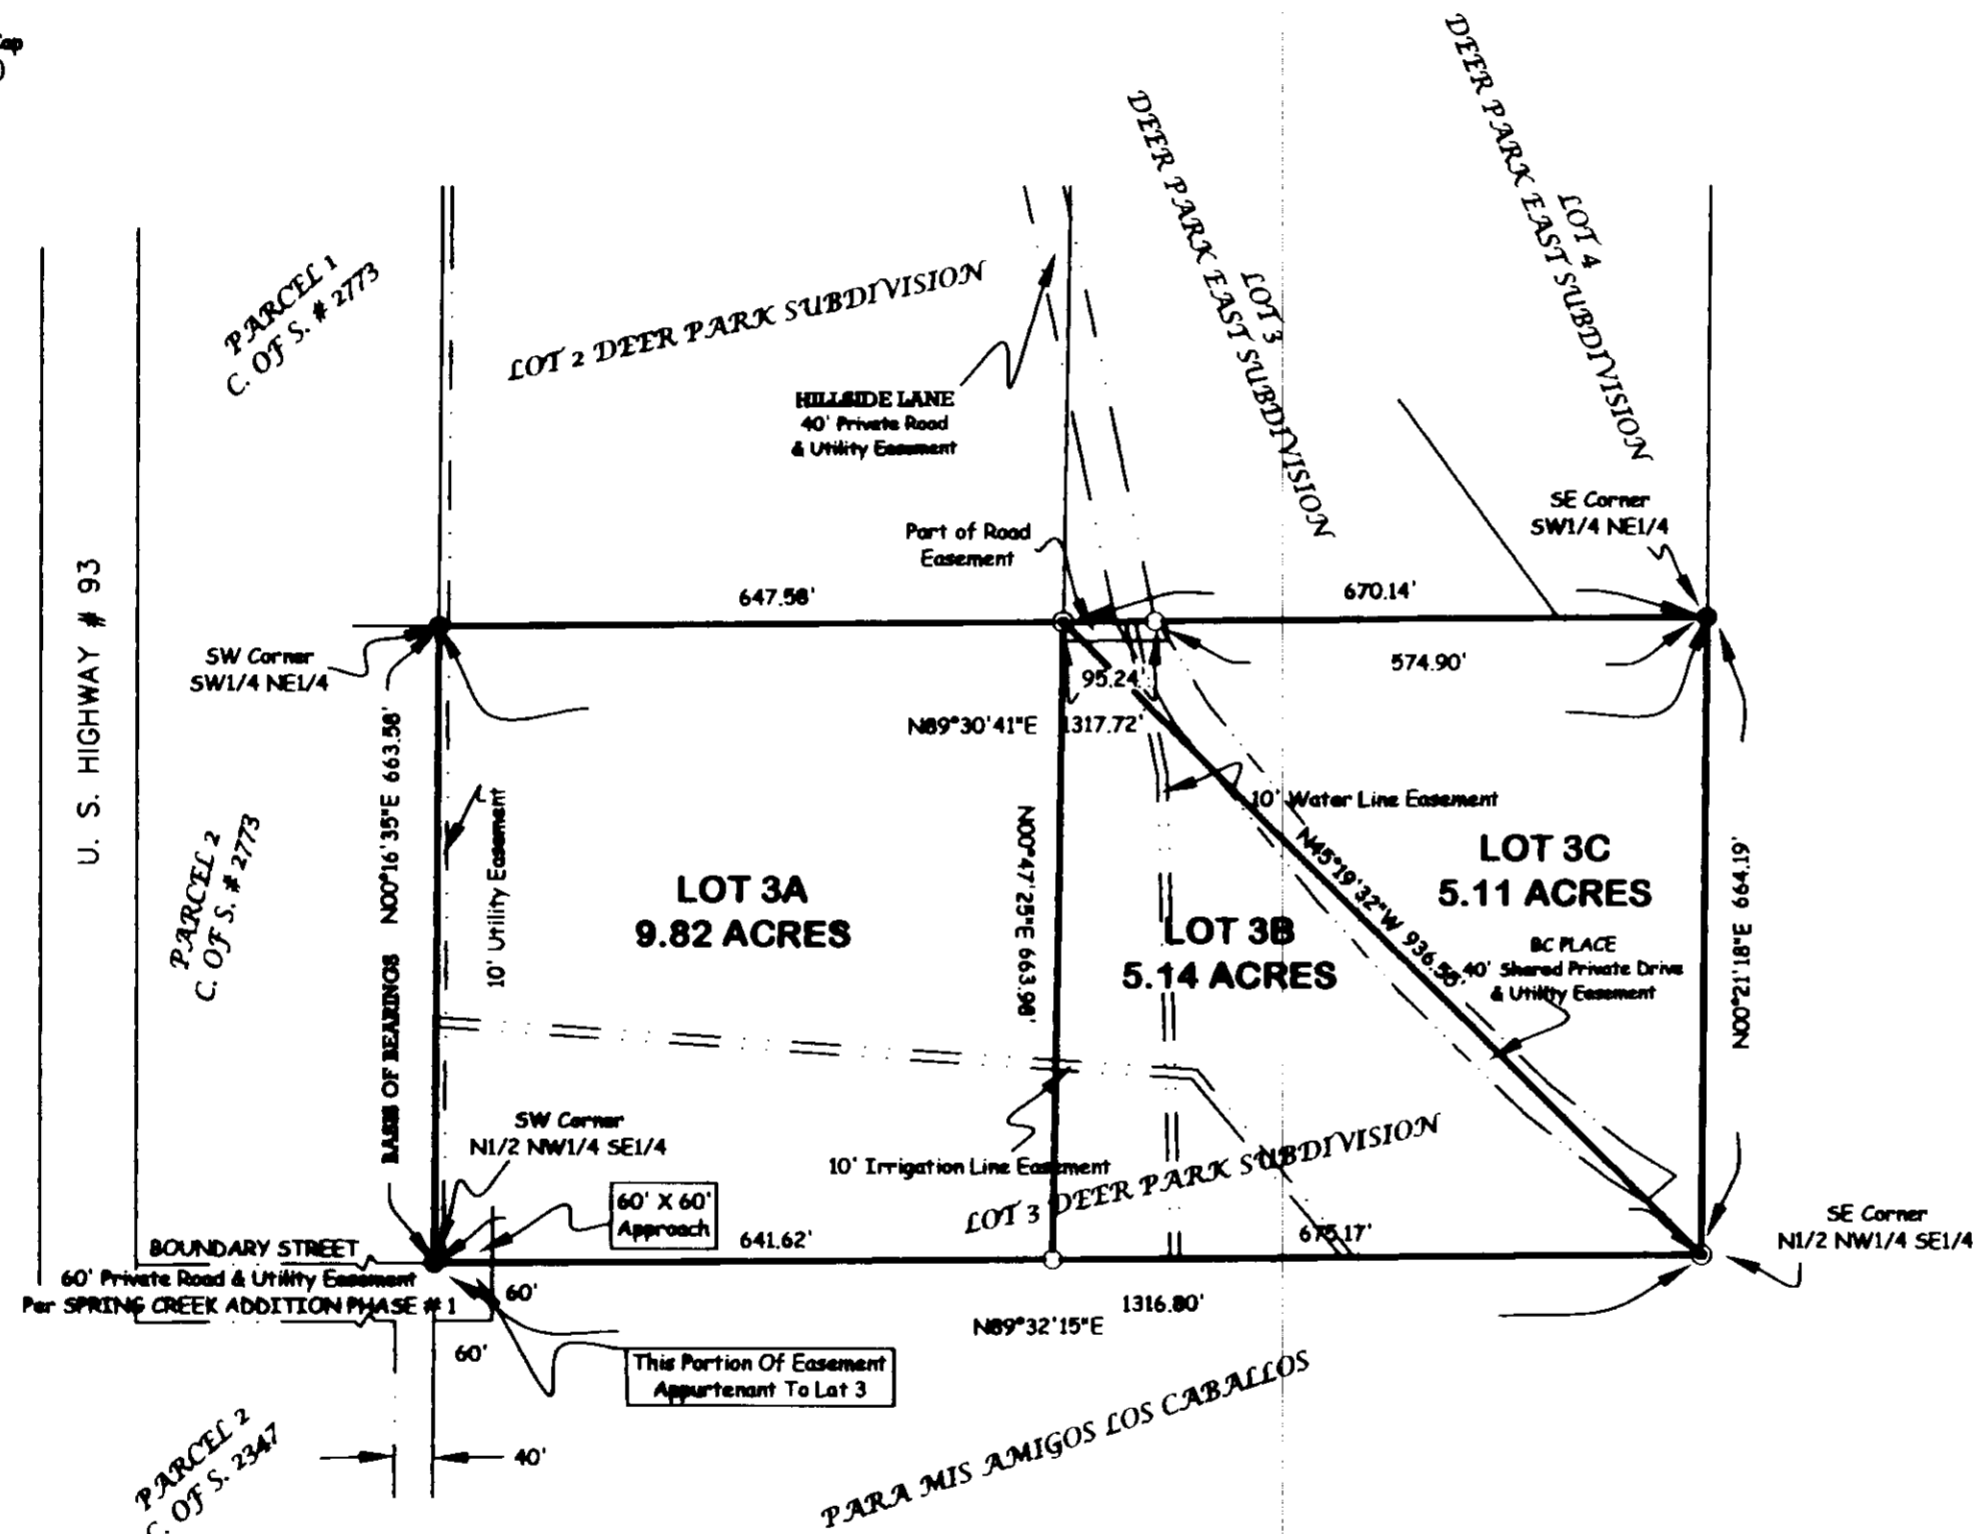 DEER PARK EAST SUBDIVISION
LOT 4
DEER PARK EAST SUBDIVISION
LOT 3
PARCEL 1
C. OF S. # 2773
LOT 2 DEER PARK SUBDIVISION
HILLSIDE LANE
40' Private Road
& Utility Easement
Part of Road
Easement
SE Corner
SW1/4 NE1/4
U. S. HIGHWAY # 93
647.58'
670.14'
SW Corner
SW1/4 NE1/4
95.24'
574.90'
N89°30'41"E 1317.72'
BASIS OF BEARINGS N00°16'35"E 663.58'
10' Utility Easement
10' Water Line Easement
PARCEL 2
C. OF S. # 2773
LOT 3A
9.82 ACRES
N00°47'25"E 663.98'
LOT 3B
5.14 ACRES
N45°19'32"W
LOT 3C
5.11 ACRES
BC PLACE
40' Shared Private Drive
& Utility Easement
N00°21'18"E 664.19'
SW Corner
N1/2 NW1/4 SE1/4
10' Irrigation Line Easement
LOT 3 DEER PARK SUBDIVISION
60' X 60'
Approach
641.62'
675.17'
SE Corner
N1/2 NW1/4 SE1/4
BOUNDARY STREET
60' Private Road & Utility Easement
Per SPRING CREEK ADDITION PHASE # 1
60'
N89°32'15"E 1316.80'
60'
This Portion Of Easement
Appurtenant To Lot 3
PARCEL 2
C. OF S. 2347
40'
PARA MIS AMIGOS LOS CABALLOS